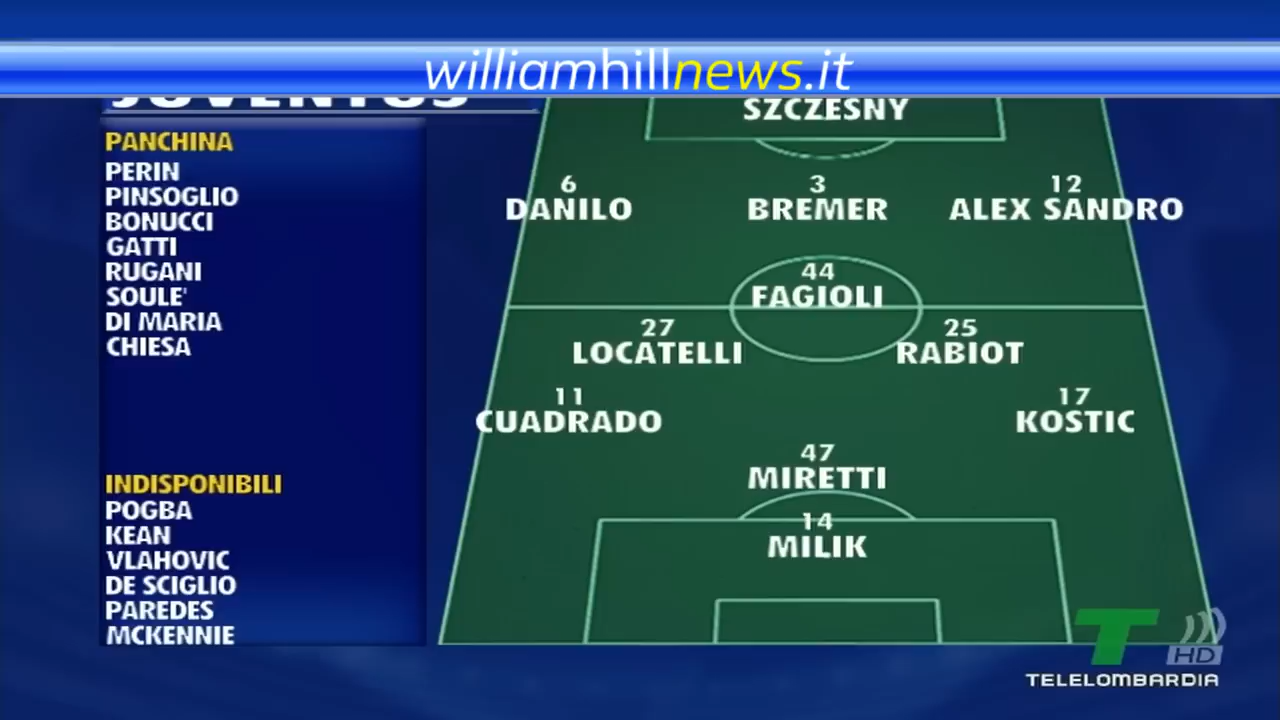 williamhillnews.it
JUVENTUS
PANCHINA
PERIN
PINSOGLIO
BONUCCI
GATTI
RUGANI
SOULE'
DI MARIA
CHIESA
INDISPONIBILI
POGBA
KEAN
VLAHOVIC
DE SCIGLIO
PAREDES
MCKENNIE
SZCZESNY
6
DANILO
3
BREMER
12
ALEX SANDRO
44
FAGIOLI
27
LOCATELLI
25
RABIOT
11
CUADRADO
17
KOSTIC
47
MIRETTI
14
MILIK
T HD
TELELOMBARDIA